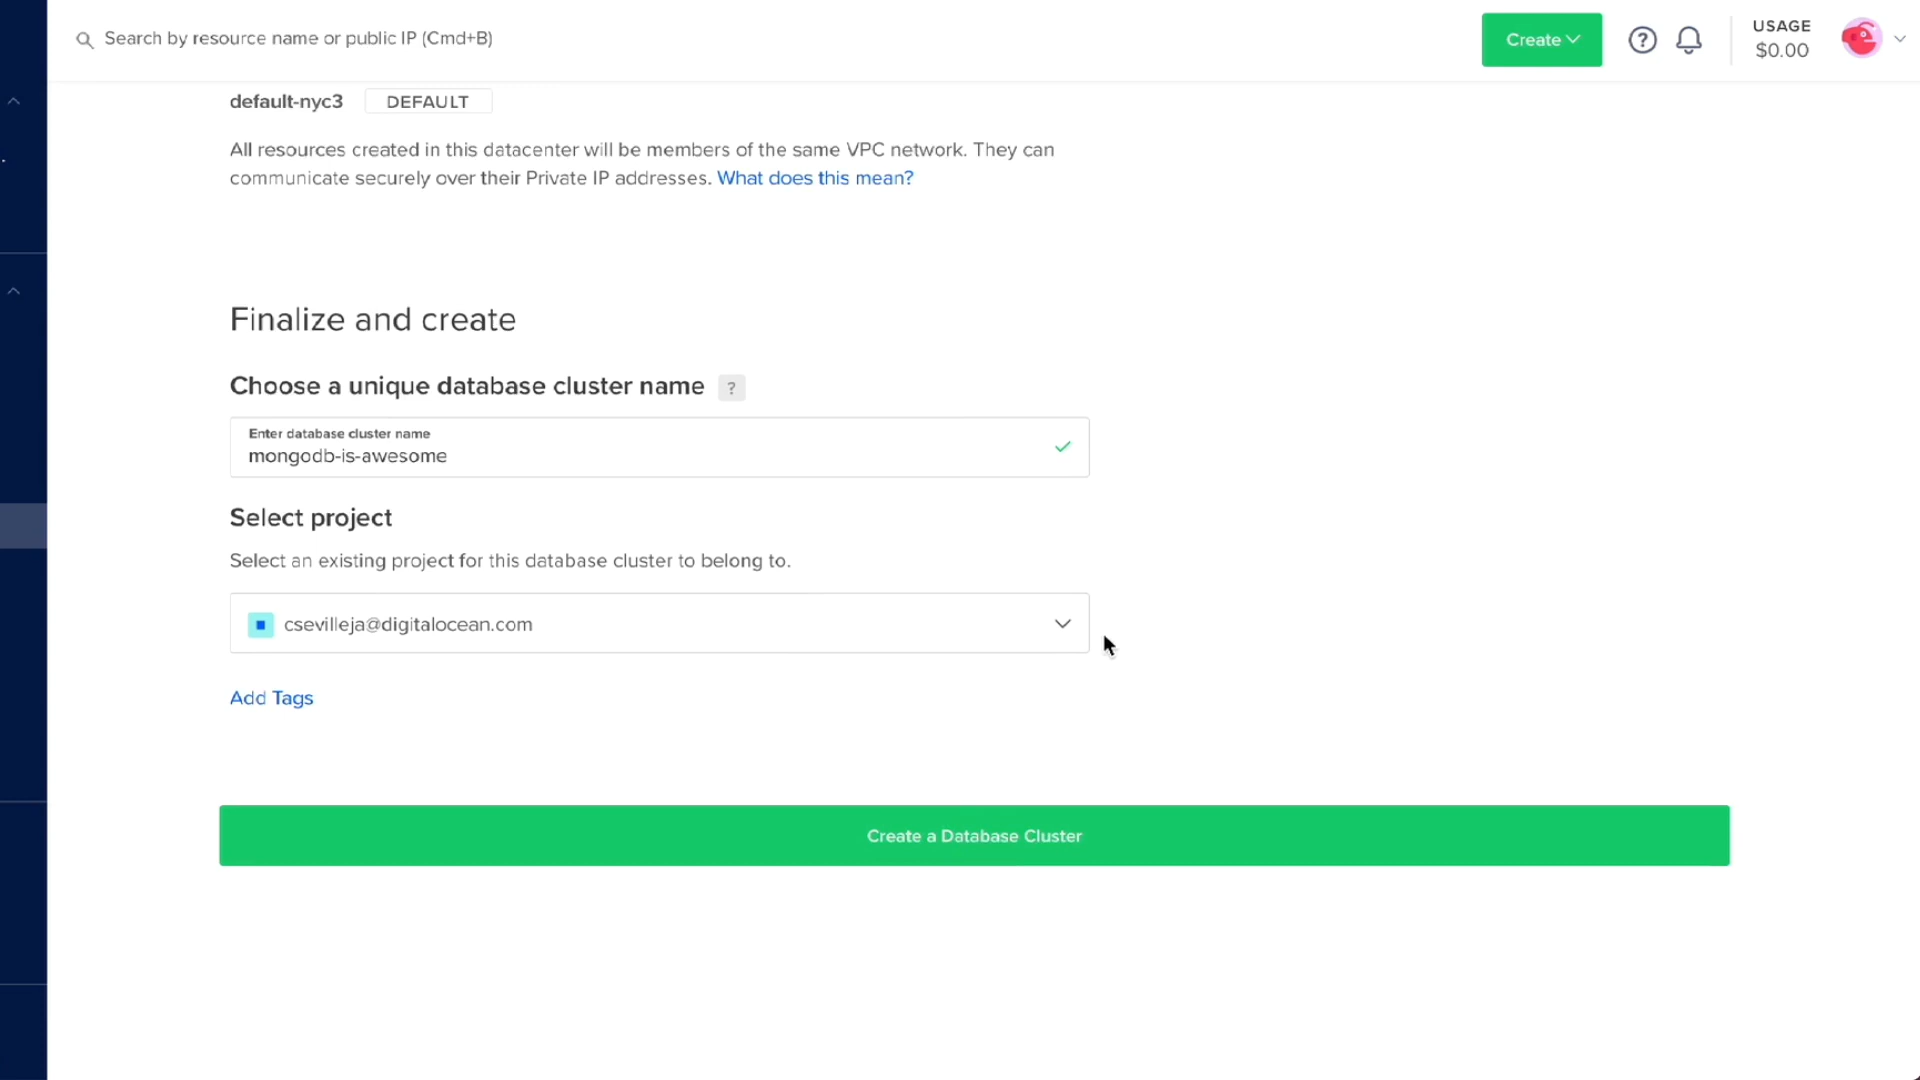 Search by resource name or public IP (Cmd+B)
Create
?
USAGE
$0.00
default-nyc3 DEFAULT
All resources created in this datacenter will be members of the same VPC network. They can
communicate securely over their Private IP addresses. What does this mean?
Finalize and create
Choose a unique database cluster name ?
Enter database cluster name
mongodb-is-awesome
Select project
Select an existing project for this database cluster to belong to.
csevilleja@digitalocean.com
Add Tags
Create a Database Cluster